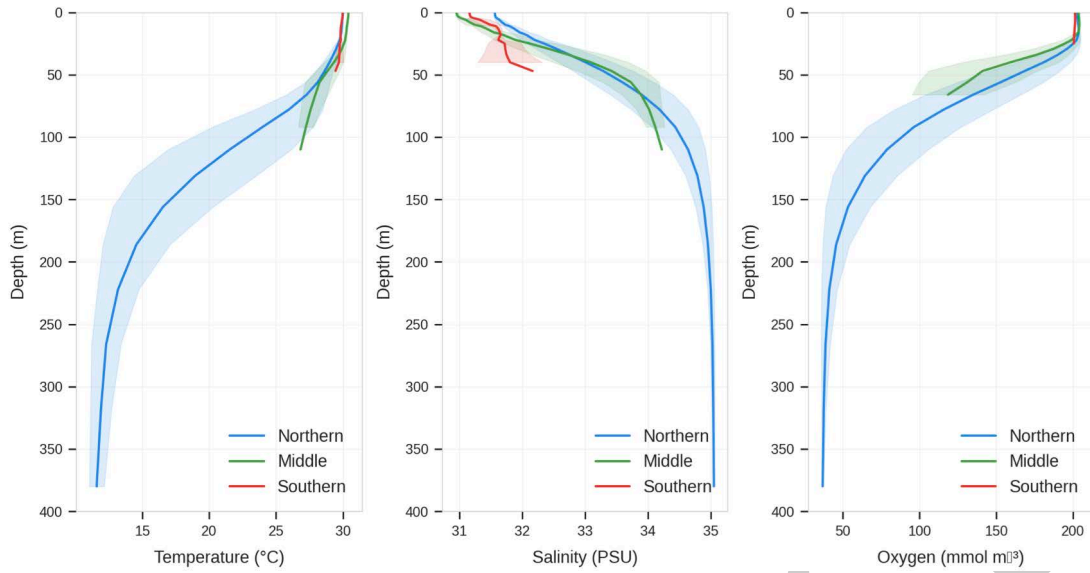 0
50
100
150
200
250
300
350
400
Depth (m)
15
20
25
30
Temperature (°C)
Northern
Middle
Southern
0
50
100
150
200
250
300
350
400
Depth (m)
31
32
33
34
35
Salinity (PSU)
Northern
Middle
Southern
0
50
100
150
200
250
300
350
400
Depth (m)
50
100
150
200
Oxygen (mmol m▯³)
Northern
Middle
Southern